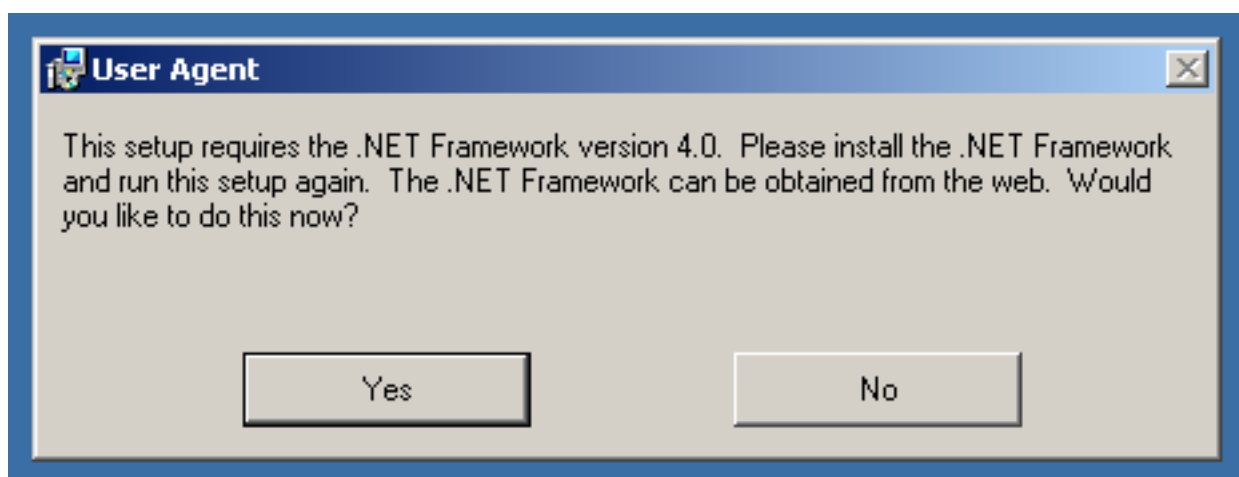 User Agent
This setup requires the .NET Framework version 4.0.  Please install the .NET Framework
and run this setup again.  The .NET Framework can be obtained from the web.  Would
you like to do this now?
Yes No